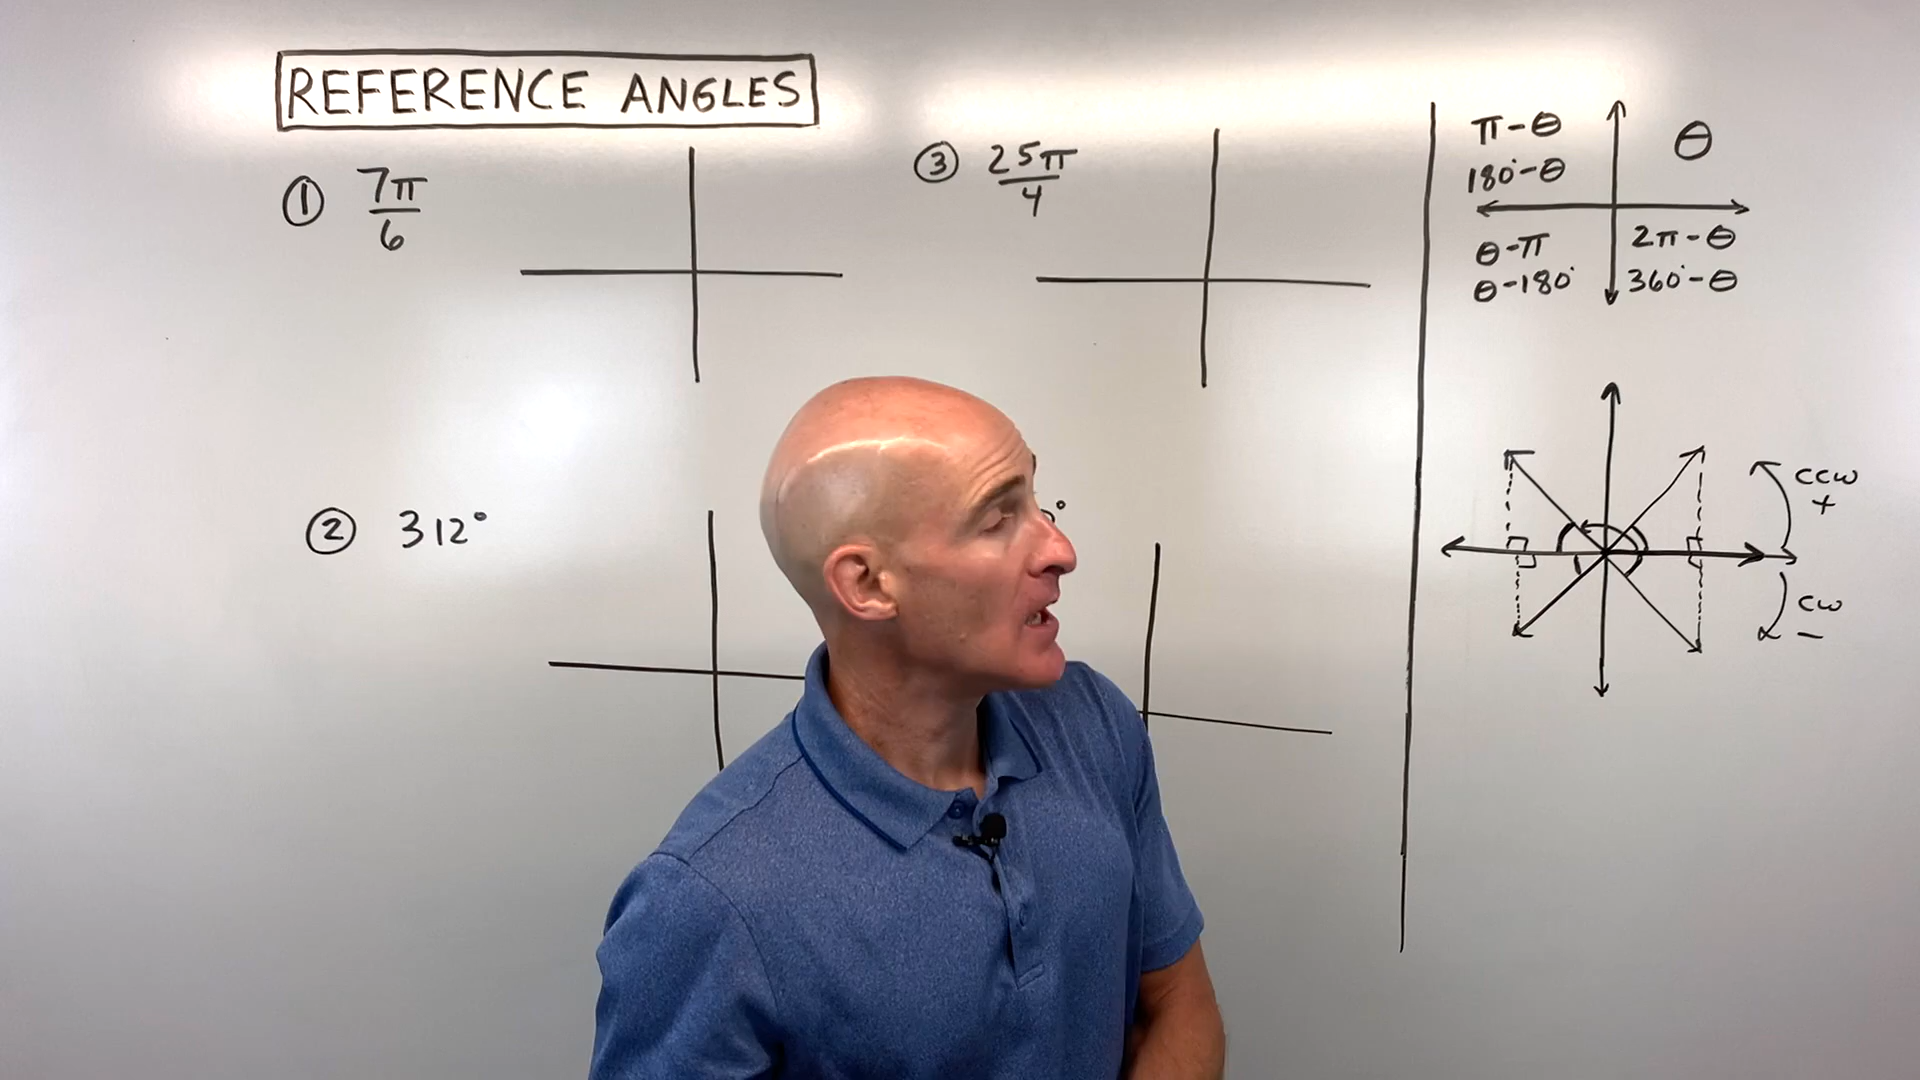 REFERENCE ANGLES
① 7π/6
② 312°
③ 25π/4
π-θ
180°-θ
θ
θ-π
θ-180°
2π-θ
360°-θ
CCW
+
CW
−